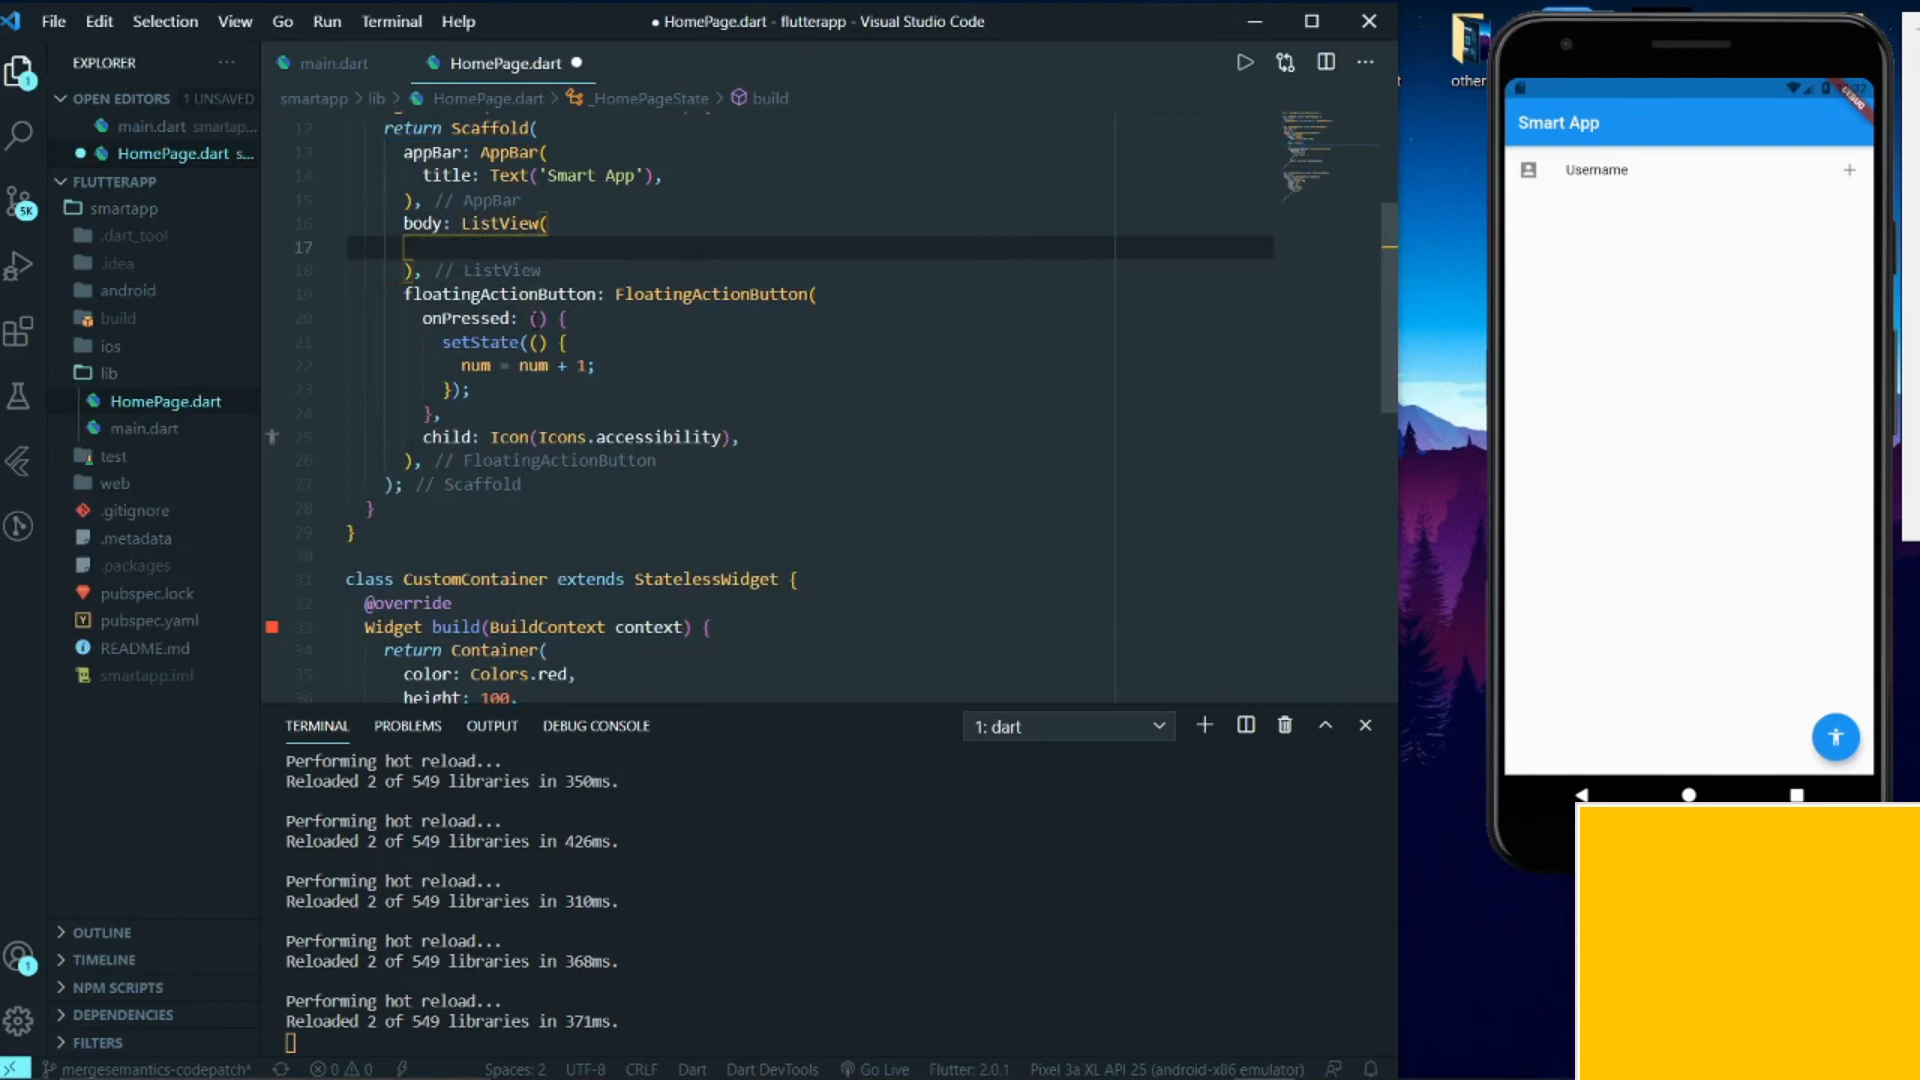 File Edit Selection View Go Run Terminal Help
● HomePage.dart - flutterapp - Visual Studio Code
EXPLORER
OPEN EDITORS 1 UNSAVED
main.dart smartap...
HomePage.dart s...
FLUTTERAPP
smartapp
.dart_tool
.idea
android
build
ios
lib
HomePage.dart
main.dart
test
web
.gitignore
.metadata
.packages
pubspec.lock
pubspec.yaml
README.md
smartapp.iml
OUTLINE
TIMELINE
NPM SCRIPTS
DEPENDENCIES
FILTERS
1
5K
1
main.dart
HomePage.dart
smartapp > lib > HomePage.dart > _HomePageState > build
12 return Scaffold(
13 appBar: AppBar(
14 title: Text('Smart App'),
15 ), // AppBar
16 body: ListView(
17
18 ), // ListView
19 floatingActionButton: FloatingActionButton(
20 onPressed: () {
21 setState(() {
22 num = num + 1;
23 });
24 },
25 child: Icon(Icons.accessibility),
26 ), // FloatingActionButton
27 ); // Scaffold
28 }
29 }
30
31 class CustomContainer extends StatelessWidget {
32 @override
33 Widget build(BuildContext context) {
34 return Container(
35 color: Colors.red,
36 height: 100,
TERMINAL PROBLEMS OUTPUT DEBUG CONSOLE
1: dart
Performing hot reload...
Reloaded 2 of 549 libraries in 350ms.
Performing hot reload...
Reloaded 2 of 549 libraries in 426ms.
Performing hot reload...
Reloaded 2 of 549 libraries in 310ms.
Performing hot reload...
Reloaded 2 of 549 libraries in 368ms.
Performing hot reload...
Reloaded 2 of 549 libraries in 371ms.
mergesemantics-codepatch* 0 0 Spaces: 2 UTF-8 CRLF Dart Dart DevTools Go Live Flutter: 2.0.1 Pixel 3a XL API 25 (android-x86 emulator)
other
DEBUG
Smart App
Username